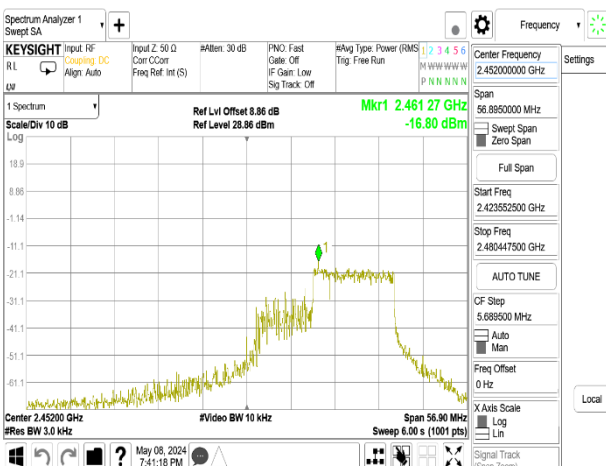 Spectrum Analyzer 1
Swept SA
+
Frequency
KEYSIGHT
RL
Input: RF
Coupling: DC
Align: Auto
Input Z: 50 Ω
Corr CCorr
Freq Ref: Int (S)
#Atten: 30 dB
PNO: Fast
Gate: Off
IF Gain: Low
Sig Track: Off
#Avg Type: Power (RMS
Trig: Free Run
1 2 3 4 5 6
M W W W W W
P N N N N N
1 Spectrum
Scale/Div 10 dB
Log
Ref Lvl Offset 8.86 dB
Ref Level 28.86 dBm
Mkr1 2.461 27 GHz
-16.80 dBm
18.9
8.86
-1.14
-11.1
-21.1
-31.1
-41.1
-51.1
-61.1
1
Center 2.45200 GHz
#Res BW 3.0 kHz
#Video BW 10 kHz
Span 56.90 MHz
Sweep 6.00 s (1001 pts)
May 08, 2024
7:41:18 PM
?
Center Frequency
2.452000000 GHz
Span
56.8950000 MHz
Swept Span
Zero Span
Full Span
Start Freq
2.423552500 GHz
Stop Freq
2.480447500 GHz
AUTO TUNE
CF Step
5.689500 MHz
Auto
Man
Freq Offset
0 Hz
X Axis Scale
Log
Lin
Signal Track
(Span Zoom)
Settings
Local